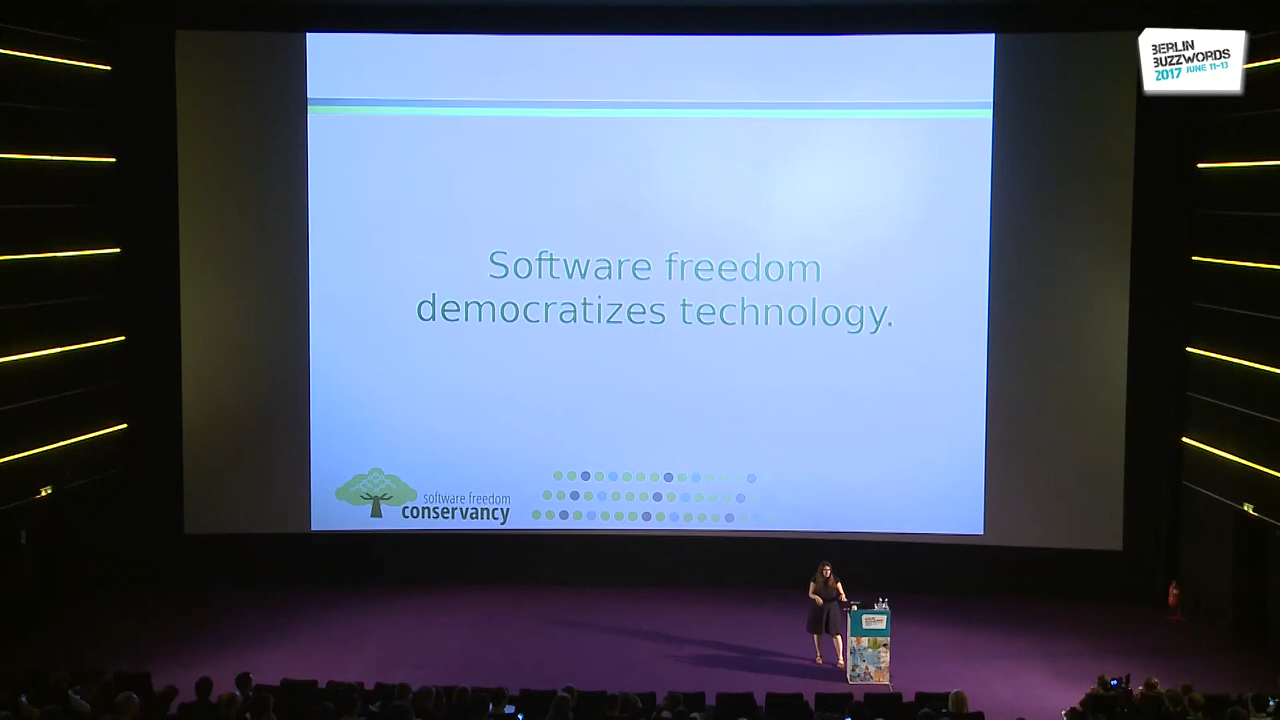 BERLIN
BUZZWORDS
2017 JUNE 11-13
Software freedom
democratizes technology.
software freedom
conservancy